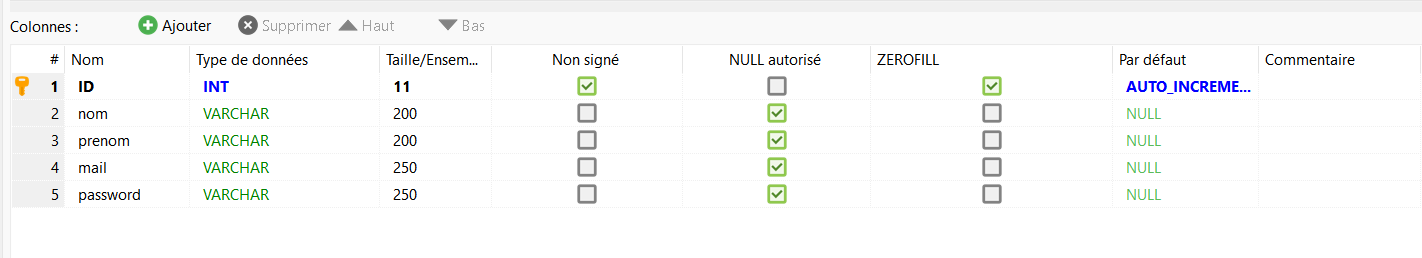 Colonnes : Ajouter Supprimer Haut Bas
# Nom Type de données Taille/Ensem... Non signé NULL autorisé ZEROFILL Par défaut Commentaire
1 ID INT 11 AUTO_INCREME...
2 nom VARCHAR 200 NULL
3 prenom VARCHAR 200 NULL
4 mail VARCHAR 250 NULL
5 password VARCHAR 250 NULL